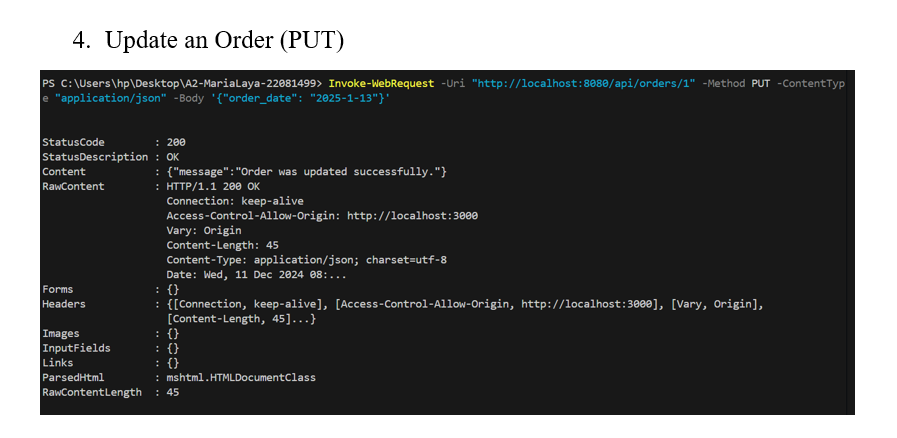 4. Update an Order (PUT)
PS C:\Users\hp\Desktop\A2-MariaLaya-22081499> Invoke-WebRequest -Uri "http://localhost:8080/api/orders/1" -Method PUT -ContentTyp
e "application/json" -Body '{"order_date": "2025-1-13"}'
StatusCode : 200
StatusDescription : OK
Content : {"message":"Order was updated successfully."}
RawContent : HTTP/1.1 200 OK
Connection: keep-alive
Access-Control-Allow-Origin: http://localhost:3000
Vary: Origin
Content-Length: 45
Content-Type: application/json; charset=utf-8
Date: Wed, 11 Dec 2024 08:...
Forms : {}
Headers : {[Connection, keep-alive], [Access-Control-Allow-Origin, http://localhost:3000], [Vary, Origin],
[Content-Length, 45]...}
Images : {}
InputFields : {}
Links : {}
ParsedHtml : mshtml.HTMLDocumentClass
RawContentLength : 45